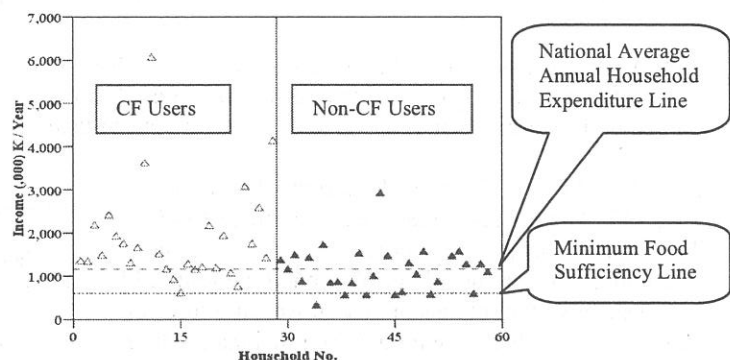 7,000
6,000
5,000
4,000
3,000
2,000
1,000
0
Income (,000) K / Year
CF Users
Non-CF Users
0
15
30
45
60
Household No.
National Average
Annual Household
Expenditure Line
Minimum Food
Sufficiency Line